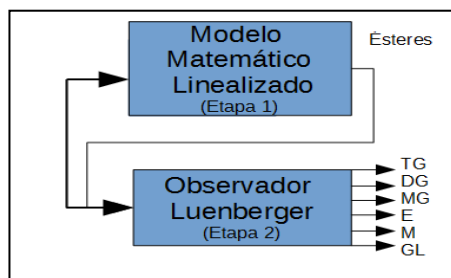 Modelo
Matemático
Linealizado
(Etapa 1)
Ésteres
Observador
Luenberger
(Etapa 2)
TG
DG
MG
E
M
GL